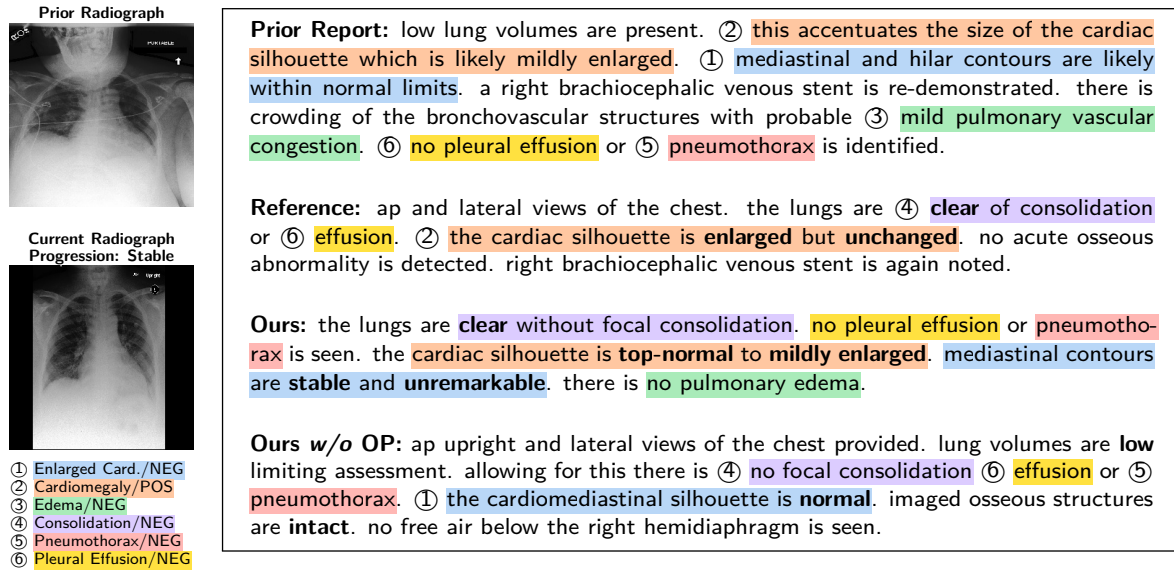 Prior Radiograph
PORTABLE
Prior Report: low lung volumes are present. ② this accentuates the size of the cardiac
silhouette which is likely mildly enlarged. ① mediastinal and hilar contours are likely
within normal limits. a right brachiocephalic venous stent is re-demonstrated. there is
crowding of the bronchovascular structures with probable ③ mild pulmonary vascular
congestion. ⑥ no pleural effusion or ⑤ pneumothorax is identified.
Reference: ap and lateral views of the chest. the lungs are ④ clear of consolidation
or ⑥ effusion. ② the cardiac silhouette is enlarged but unchanged. no acute osseous
abnormality is detected. right brachiocephalic venous stent is again noted.
Current Radiograph
Progression: Stable
Upright
Ours: the lungs are clear without focal consolidation. no pleural effusion or pneumotho-
rax is seen. the cardiac silhouette is top-normal to mildly enlarged. mediastinal contours
are stable and unremarkable. there is no pulmonary edema.
Ours w/o OP: ap upright and lateral views of the chest provided. lung volumes are low
limiting assessment. allowing for this there is ④ no focal consolidation ⑥ effusion or ⑤
pneumothorax. ① the cardiomediastinal silhouette is normal. imaged osseous structures
are intact. no free air below the right hemidiaphragm is seen.
① Enlarged Card./NEG
② Cardiomegaly/POS
③ Edema/NEG
④ Consolidation/NEG
⑤ Pneumothorax/NEG
⑥ Pleural Effusion/NEG